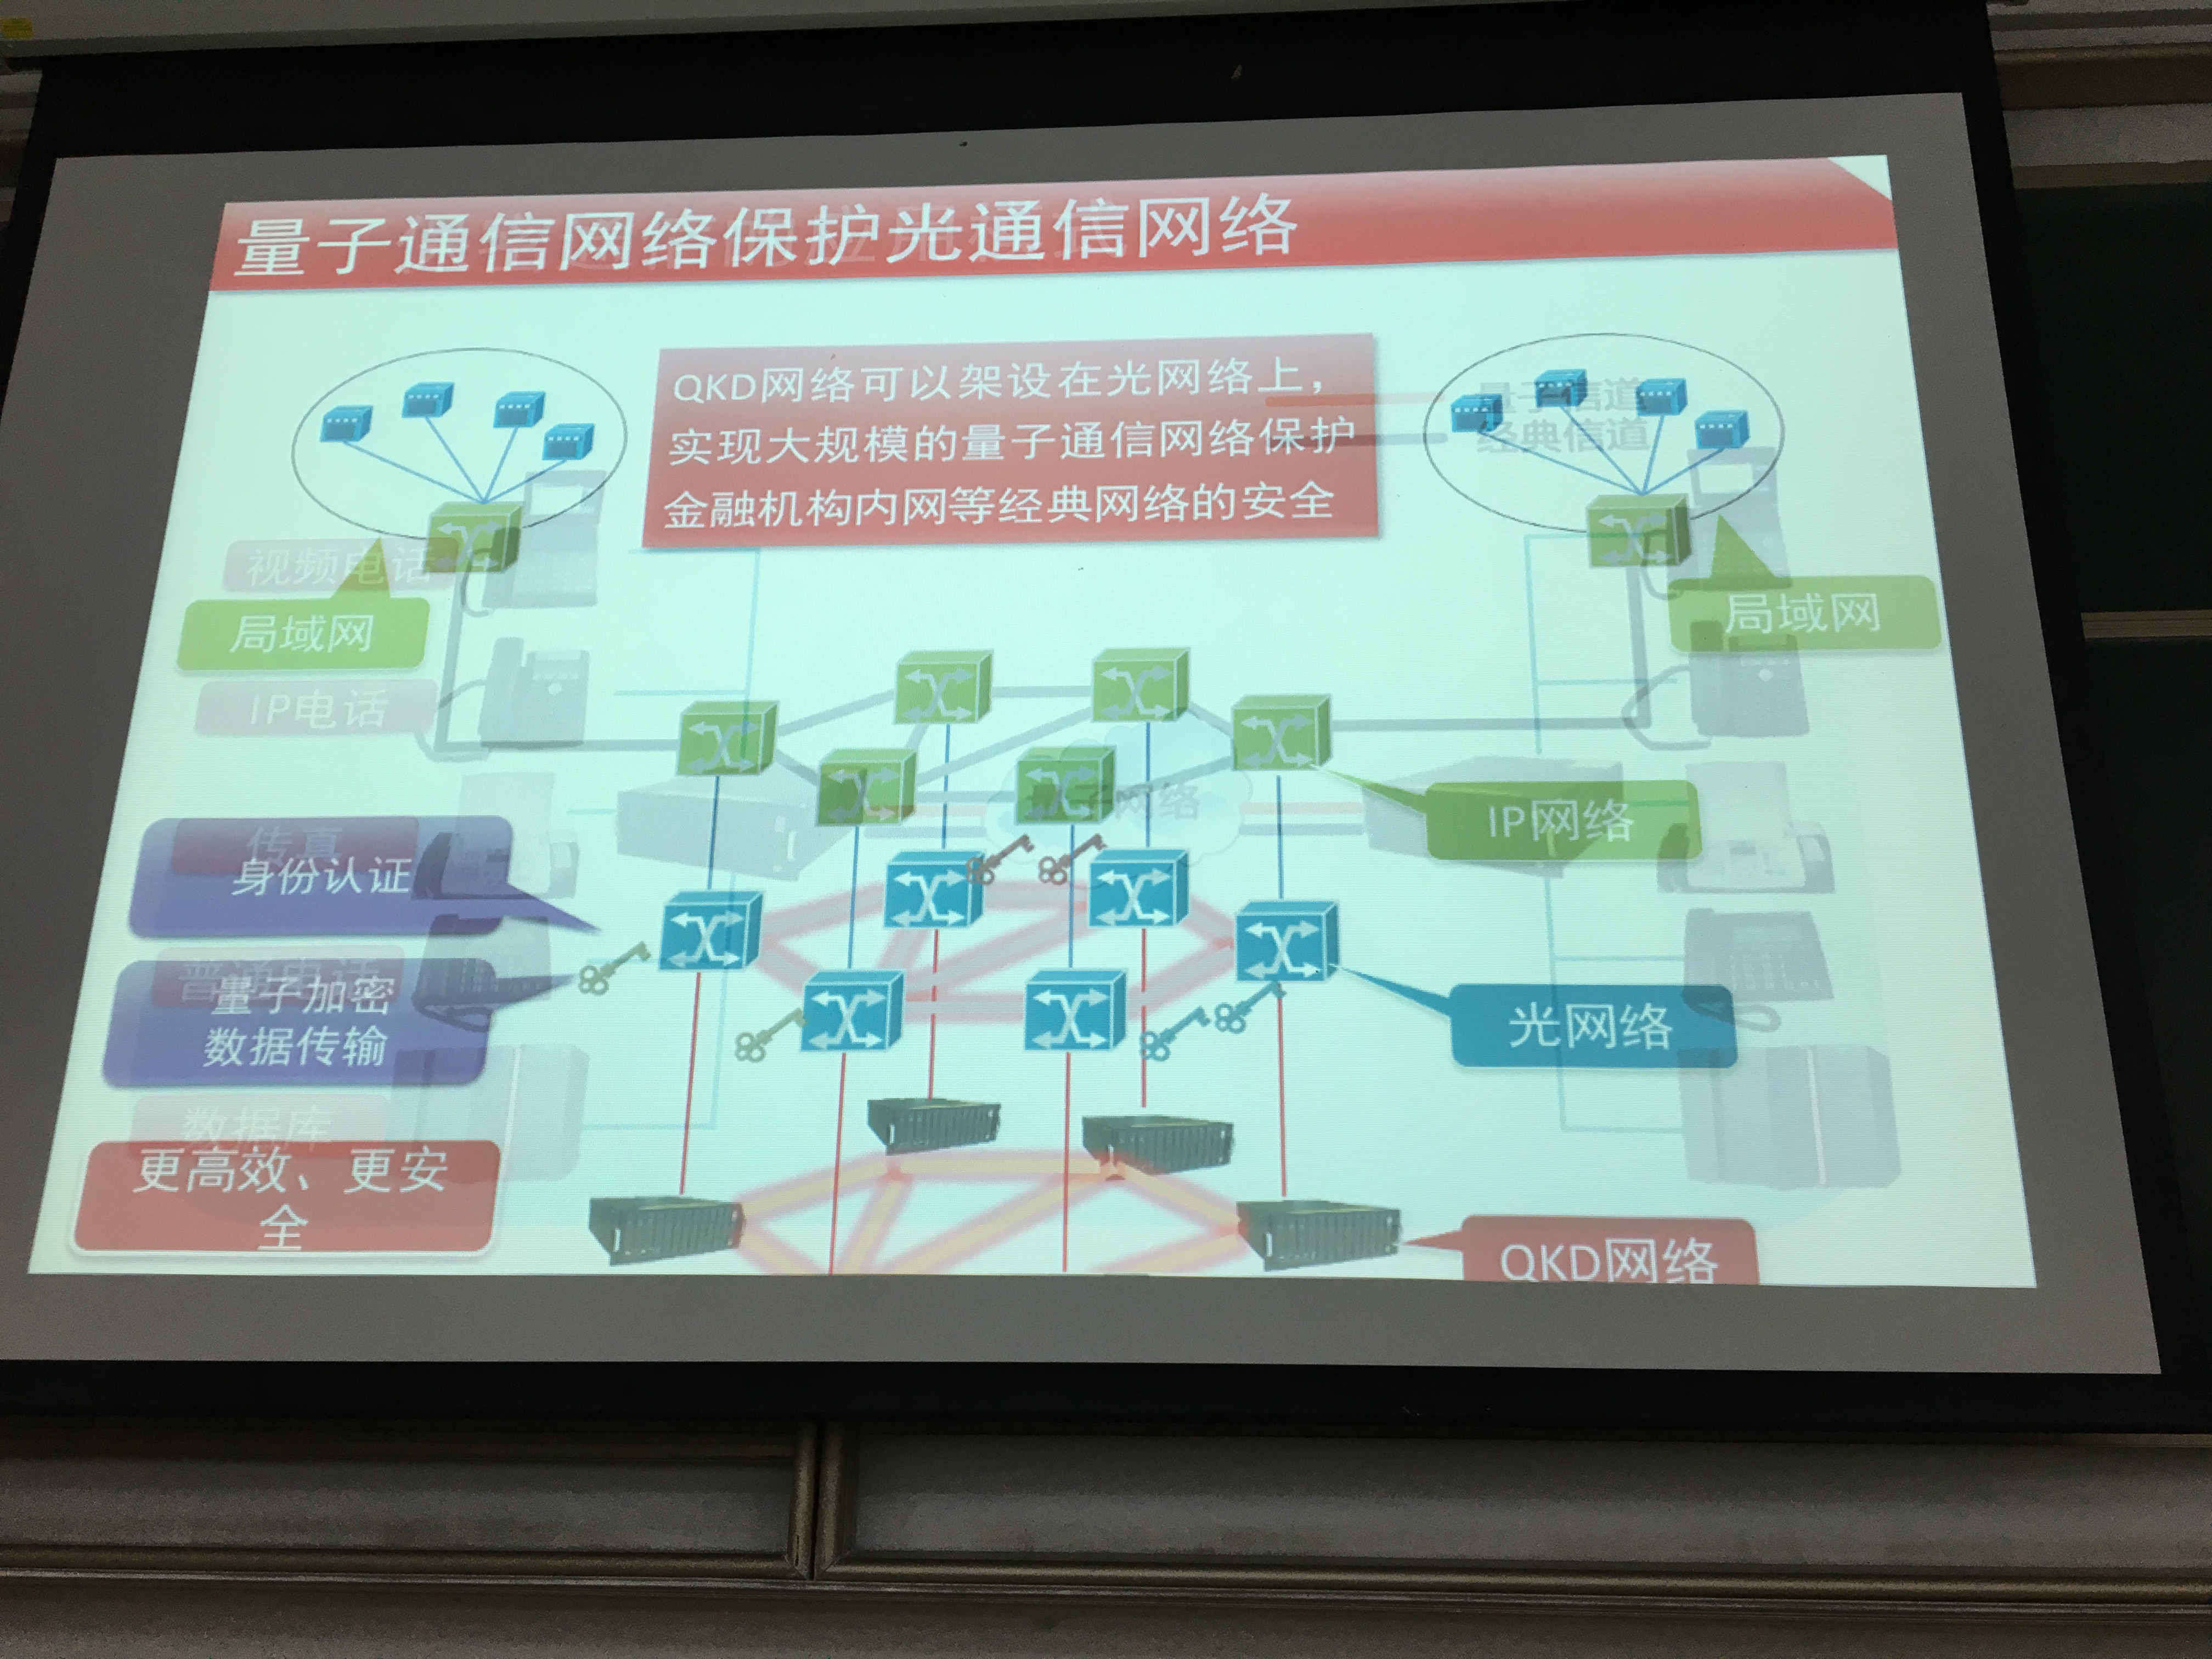 量子通信网络保护光通信网络
QKD网络可以架设在光网络上，
实现大规模的量子通信网络保护
金融机构内网等经典网络的安全
量子信道
经典信道
视频电话
局域网
局域网
IP电话
IP网络
传真
身份认证
普通电话
量子加密
数据传输
光网络
数据库
更高效、更安
全
QKD网络